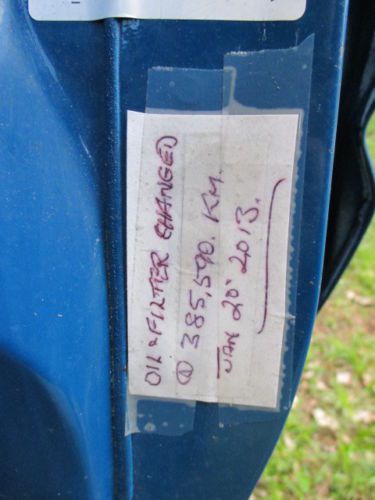 OIL & FILTER CHANGED
@ 385,590. KM.
JAN 20' 2013.